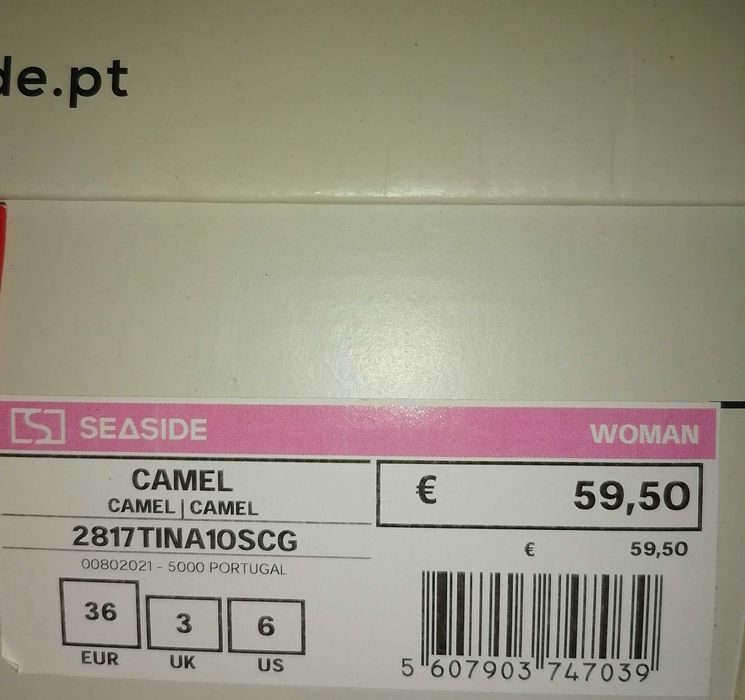 de.pt
SEASIDE WOMAN
CAMEL
CAMEL | CAMEL
2817TINA10SCG
00802021 - 5000 PORTUGAL
36 3 6
EUR UK US
€ 59,50
€ 59,50
5 607903 747039